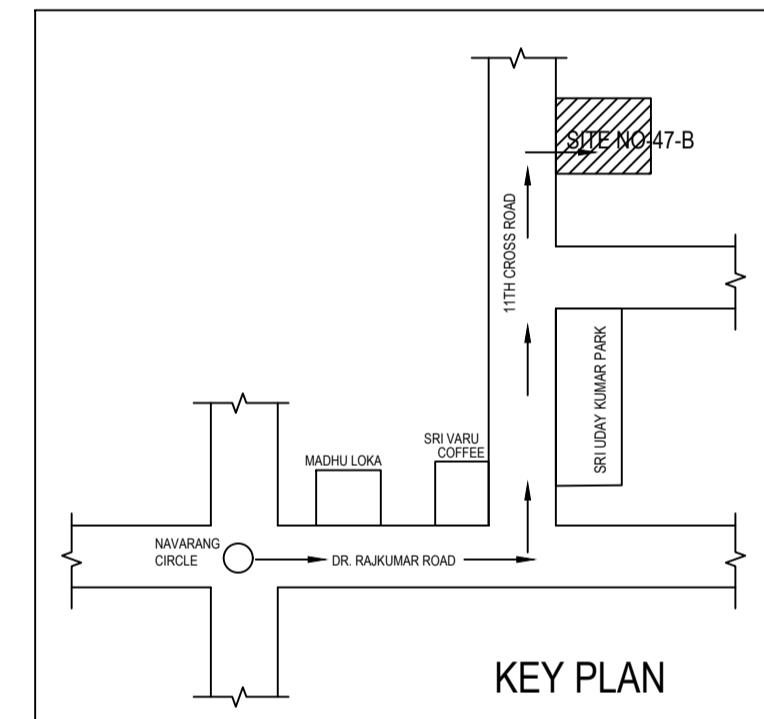 SITE NO-47-B
11TH CROSS ROAD
SRI UDAY KUMAR PARK
SRI VARU
COFFEE
MADHU LOKA
NAVARANG
CIRCLE
DR. RAJKUMAR ROAD
KEY PLAN